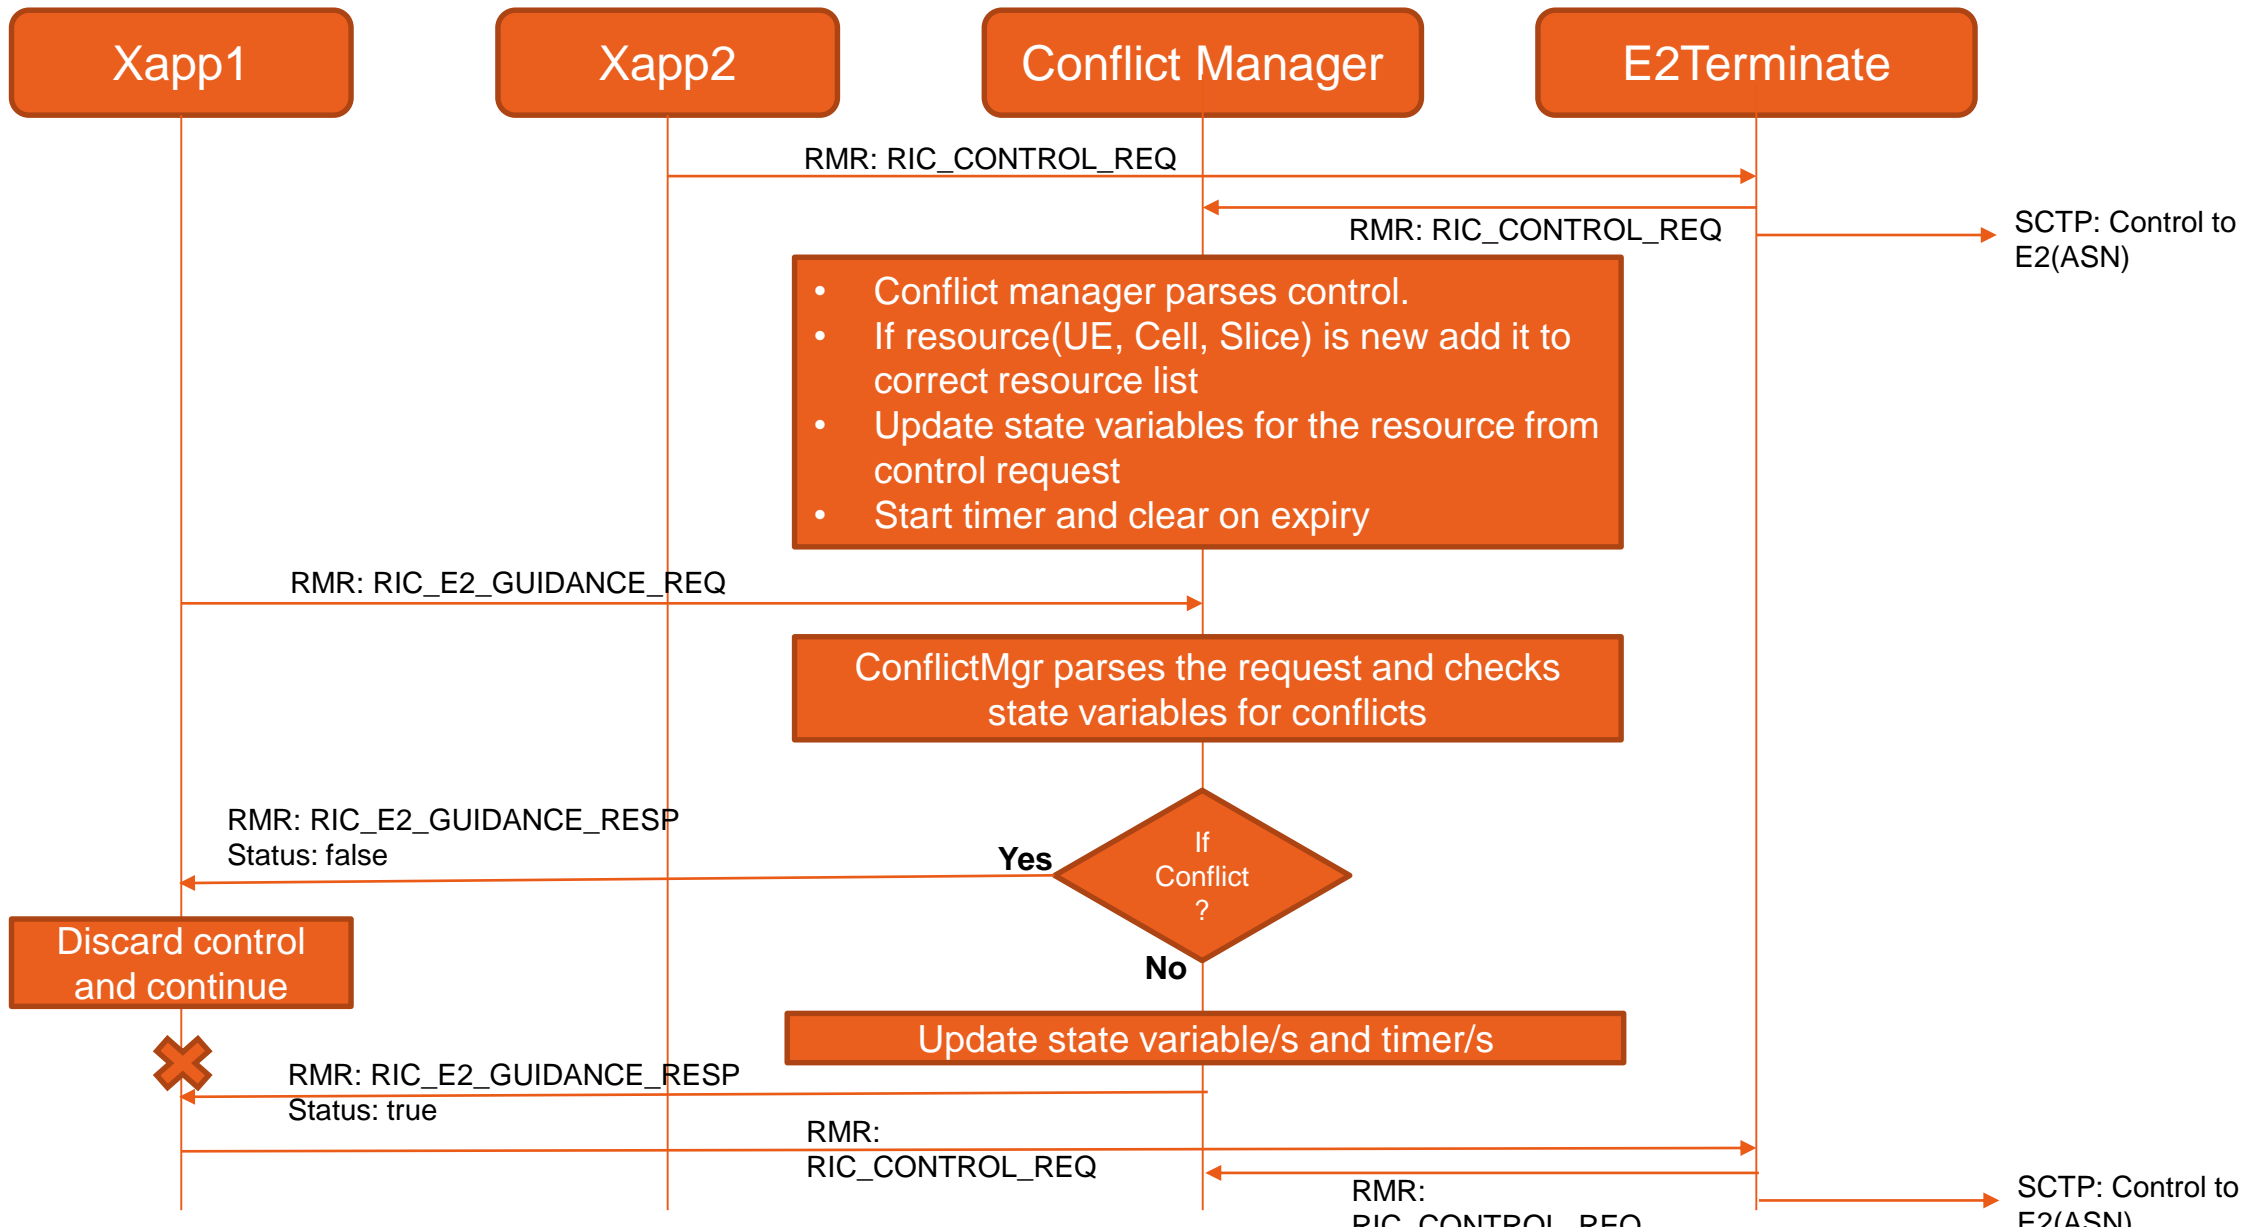 Xapp1
Xapp2
Conflict Manager
E2Terminate
RMR: RIC_CONTROL_REQ
RMR: RIC_CONTROL_REQ
SCTP: Control to
E2(ASN)
• Conflict manager parses control.
• If resource(UE, Cell, Slice) is new add it to
correct resource list
• Update state variables for the resource from
control request
• Start timer and clear on expiry
RMR: RIC_E2_GUIDANCE_REQ
ConflictMgr parses the request and checks
state variables for conflicts
RMR: RIC_E2_GUIDANCE_RESP
Status: false
Yes
If
Conflict
?
Discard control
and continue
No
Update state variable/s and timer/s
RMR: RIC_E2_GUIDANCE_RESP
Status: true
RMR:
RIC_CONTROL_REQ
RMR:
RIC_CONTROL_REQ
SCTP: Control to
E2(ASN)